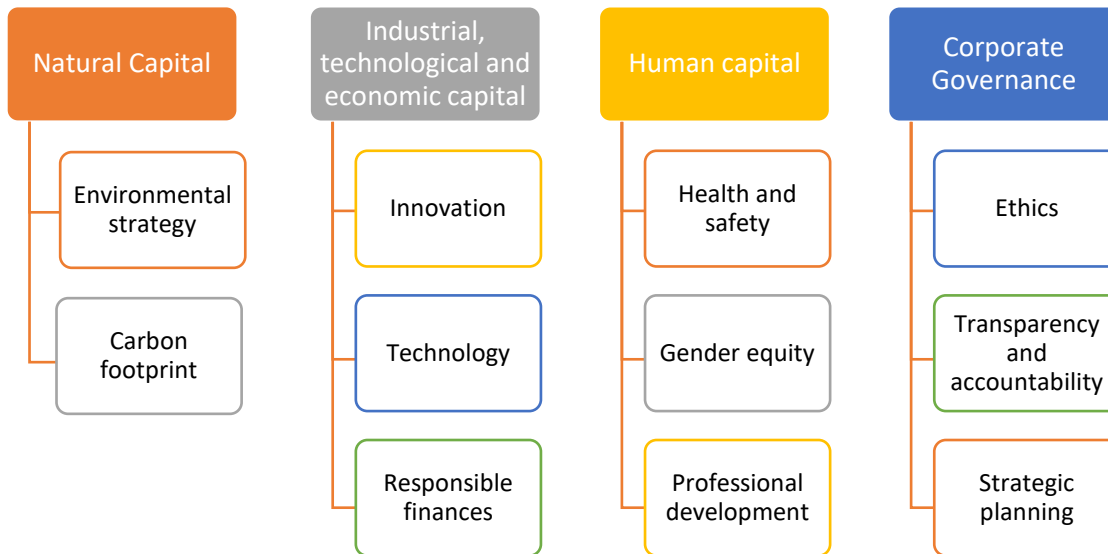 Natural Capital
Environmental
strategy
Carbon
footprint
Industrial,
technological and
economic capital
Innovation
Technology
Responsible
finances
Human capital
Health and
safety
Gender equity
Professional
development
Corporate
Governance
Ethics
Transparency
and
accountability
Strategic
planning